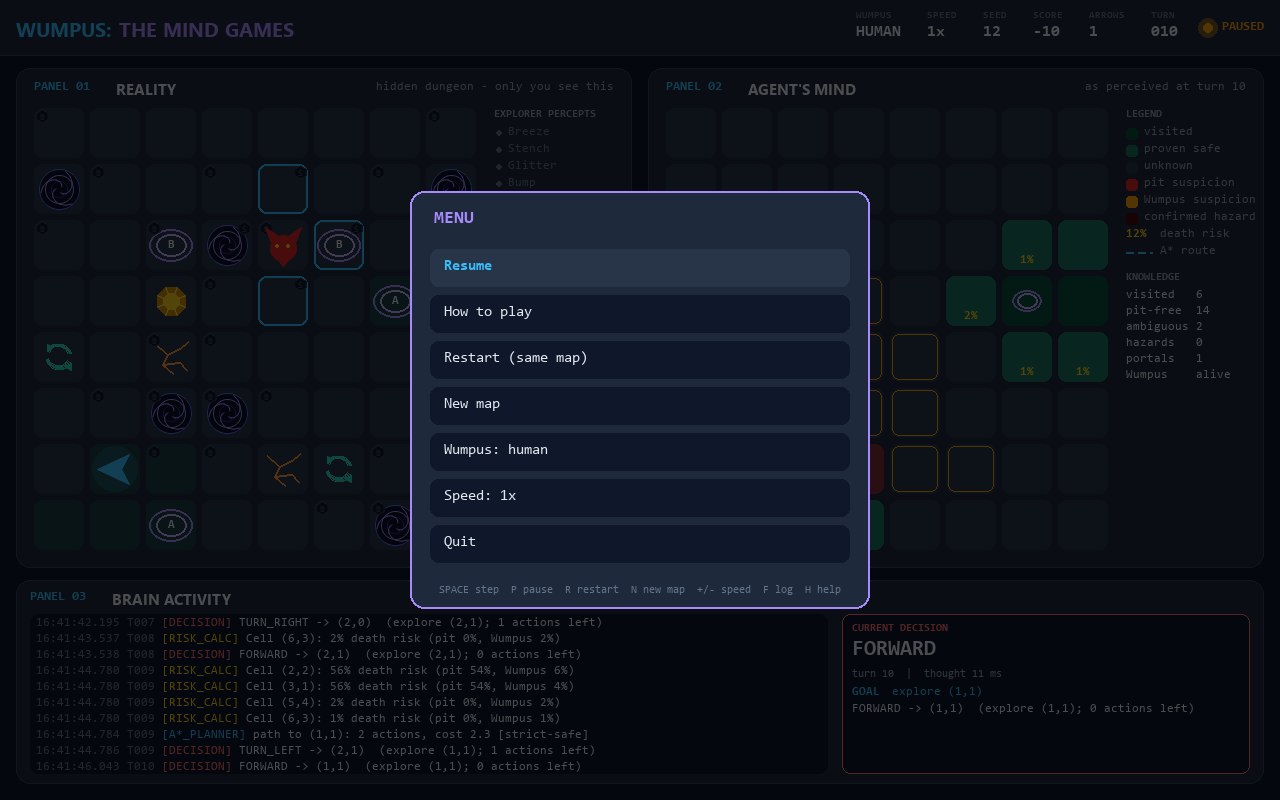 WUMPUS: THE MIND GAMES
WUMPUS SPEED SEED SCORE ARROWS TURN
HUMAN 1x 12 -10 1 010 PAUSED
PANEL 01 REALITY hidden dungeon - only you see this
EXPLORER PERCEPTS
Breeze
Stench
Glitter
Bump
B
B
A
A
PANEL 02 AGENT'S MIND as perceived at turn 10
LEGEND
visited
proven safe
unknown
pit suspicion
Wumpus suspicion
confirmed hazard
12% death risk
A* route
KNOWLEDGE
visited 6
pit-free 14
ambiguous 2
hazards 0
portals 1
Wumpus alive
1%
2%
1% 1%
MENU
Resume
How to play
Restart (same map)
New map
Wumpus: human
Speed: 1x
Quit
SPACE step P pause R restart N new map +/- speed F log H help
PANEL 03 BRAIN ACTIVITY
16:41:42.195 T007 [DECISION] TURN_RIGHT -> (2,0) (explore (2,1); 1 actions left)
16:41:43.537 T008 [RISK_CALC] Cell (6,3): 2% death risk (pit 0%, Wumpus 2%)
16:41:43.538 T008 [DECISION] FORWARD -> (2,1) (explore (2,1); 0 actions left)
16:41:44.780 T009 [RISK_CALC] Cell (2,2): 56% death risk (pit 54%, Wumpus 6%)
16:41:44.780 T009 [RISK_CALC] Cell (3,1): 56% death risk (pit 54%, Wumpus 4%)
16:41:44.780 T009 [RISK_CALC] Cell (5,4): 2% death risk (pit 0%, Wumpus 2%)
16:41:44.780 T009 [RISK_CALC] Cell (6,3): 1% death risk (pit 0%, Wumpus 1%)
16:41:44.784 T009 [A*_PLANNER] path to (1,1): 2 actions, cost 2.3 [strict-safe]
16:41:44.786 T009 [DECISION] TURN_LEFT -> (2,1) (explore (1,1); 1 actions left)
16:41:46.043 T010 [DECISION] FORWARD -> (1,1) (explore (1,1); 0 actions left)
CURRENT DECISION
FORWARD
turn 10 | thought 11 ms
GOAL explore (1,1)
FORWARD -> (1,1) (explore (1,1); 0 actions left)